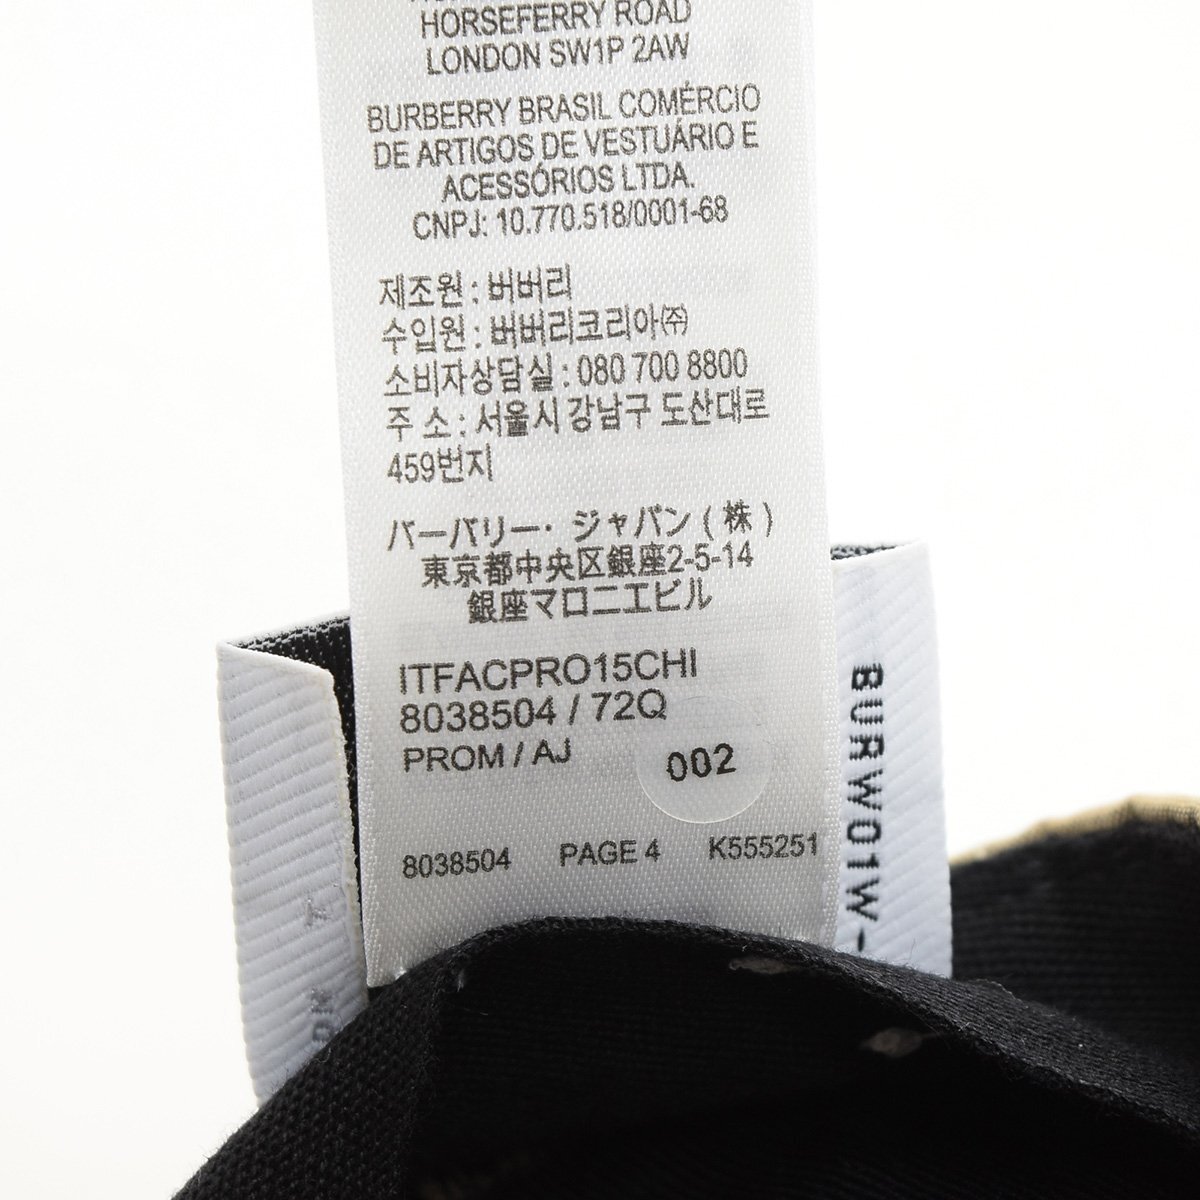 HORSEFERRY ROAD
LONDON SW1P 2AW
BURBERRY BRASIL COMÉRCIO
DE ARTIGOS DE VESTUÁRIO E
ACESSÓRIOS LTDA.
CNPJ: 10.770.518/0001-68
제조원 : 버버리
수입원 : 버버리코리아㈜
소비자상담실 : 080 700 8800
주 소 : 서울시 강남구 도산대로
459번지
バーバリー・ジャパン ( 株 )
東京都中央区銀座2-5-14
銀座マロニエビル
ITFACPRO15CHI
8038504 / 72Q
PROM / AJ
002
8038504 PAGE 4 K555251
BURW01W-